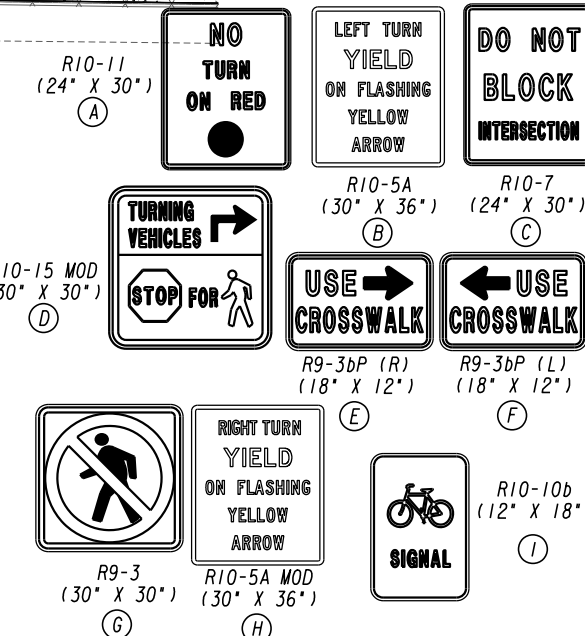 R10-11
(24" X 30")
A
NO
TURN
ON RED
LEFT TURN
YIELD
ON FLASHING
YELLOW
ARROW
R10-5A
(30" X 36")
B
DO NOT
BLOCK
INTERSECTION
R10-7
(24" X 30")
C
10-15 MOD
30" X 30")
D
TURNING
VEHICLES
STOP FOR
USE
CROSSWALK
R9-3bP (R)
(18" X 12")
E
USE
CROSSWALK
R9-3bP (L)
(18" X 12")
F
R9-3
(30" X 30")
G
RIGHT TURN
YIELD
ON FLASHING
YELLOW
ARROW
R10-5A MOD
(30" X 36")
H
SIGNAL
R10-10b
(12" X 18"
I